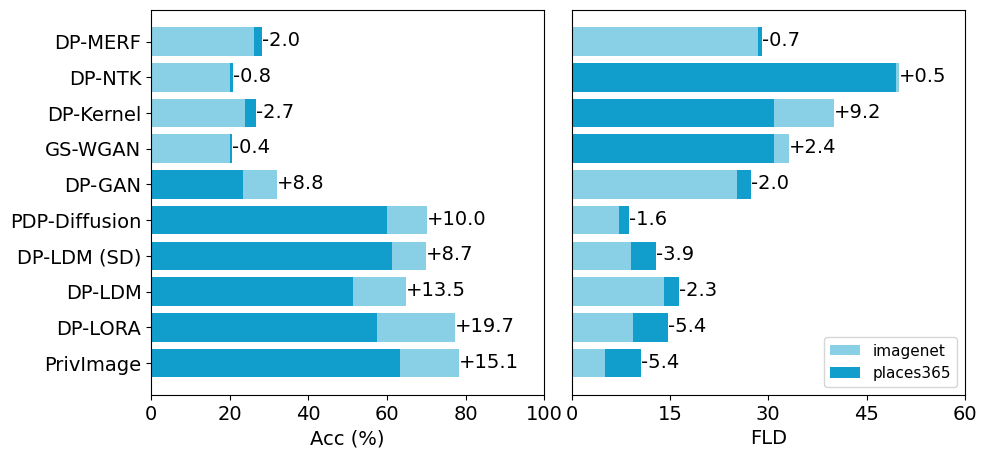 DP-MERF
DP-NTK
DP-Kernel
GS-WGAN
DP-GAN
PDP-Diffusion
DP-LDM (SD)
DP-LDM
DP-LORA
PrivImage
-2.0
-0.8
-2.7
-0.4
+8.8
+10.0
+8.7
+13.5
+19.7
+15.1
0 20 40 60 80 100
Acc (%)
-0.7
+0.5
+9.2
+2.4
-2.0
-1.6
-3.9
-2.3
-5.4
-5.4
imagenet
places365
0 15 30 45 60
FLD